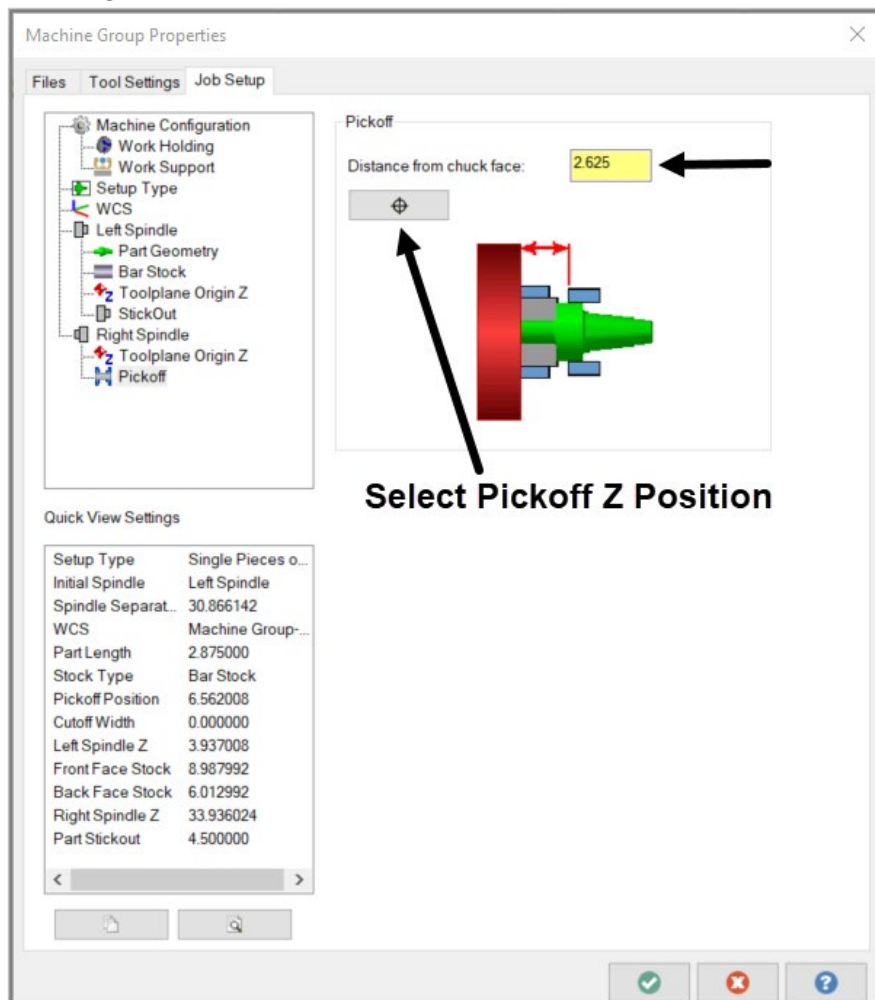 Machine Group Properties
Files Tool Settings Job Setup
Machine Configuration
Work Holding
Work Support
Setup Type
WCS
Left Spindle
Part Geometry
Bar Stock
Z Toolplane Origin Z
StickOut
Right Spindle
Z Toolplane Origin Z
Pickoff
Pickoff
Distance from chuck face: 2.625
Select Pickoff Z Position
Quick View Settings
Setup Type Single Pieces o...
Initial Spindle Left Spindle
Spindle Separat... 30.866142
WCS Machine Group-...
Part Length 2.875000
Stock Type Bar Stock
Pickoff Position 6.562008
Cutoff Width 0.000000
Left Spindle Z 3.937008
Front Face Stock 8.987992
Back Face Stock 6.012992
Right Spindle Z 33.936024
Part Stickout 4.500000